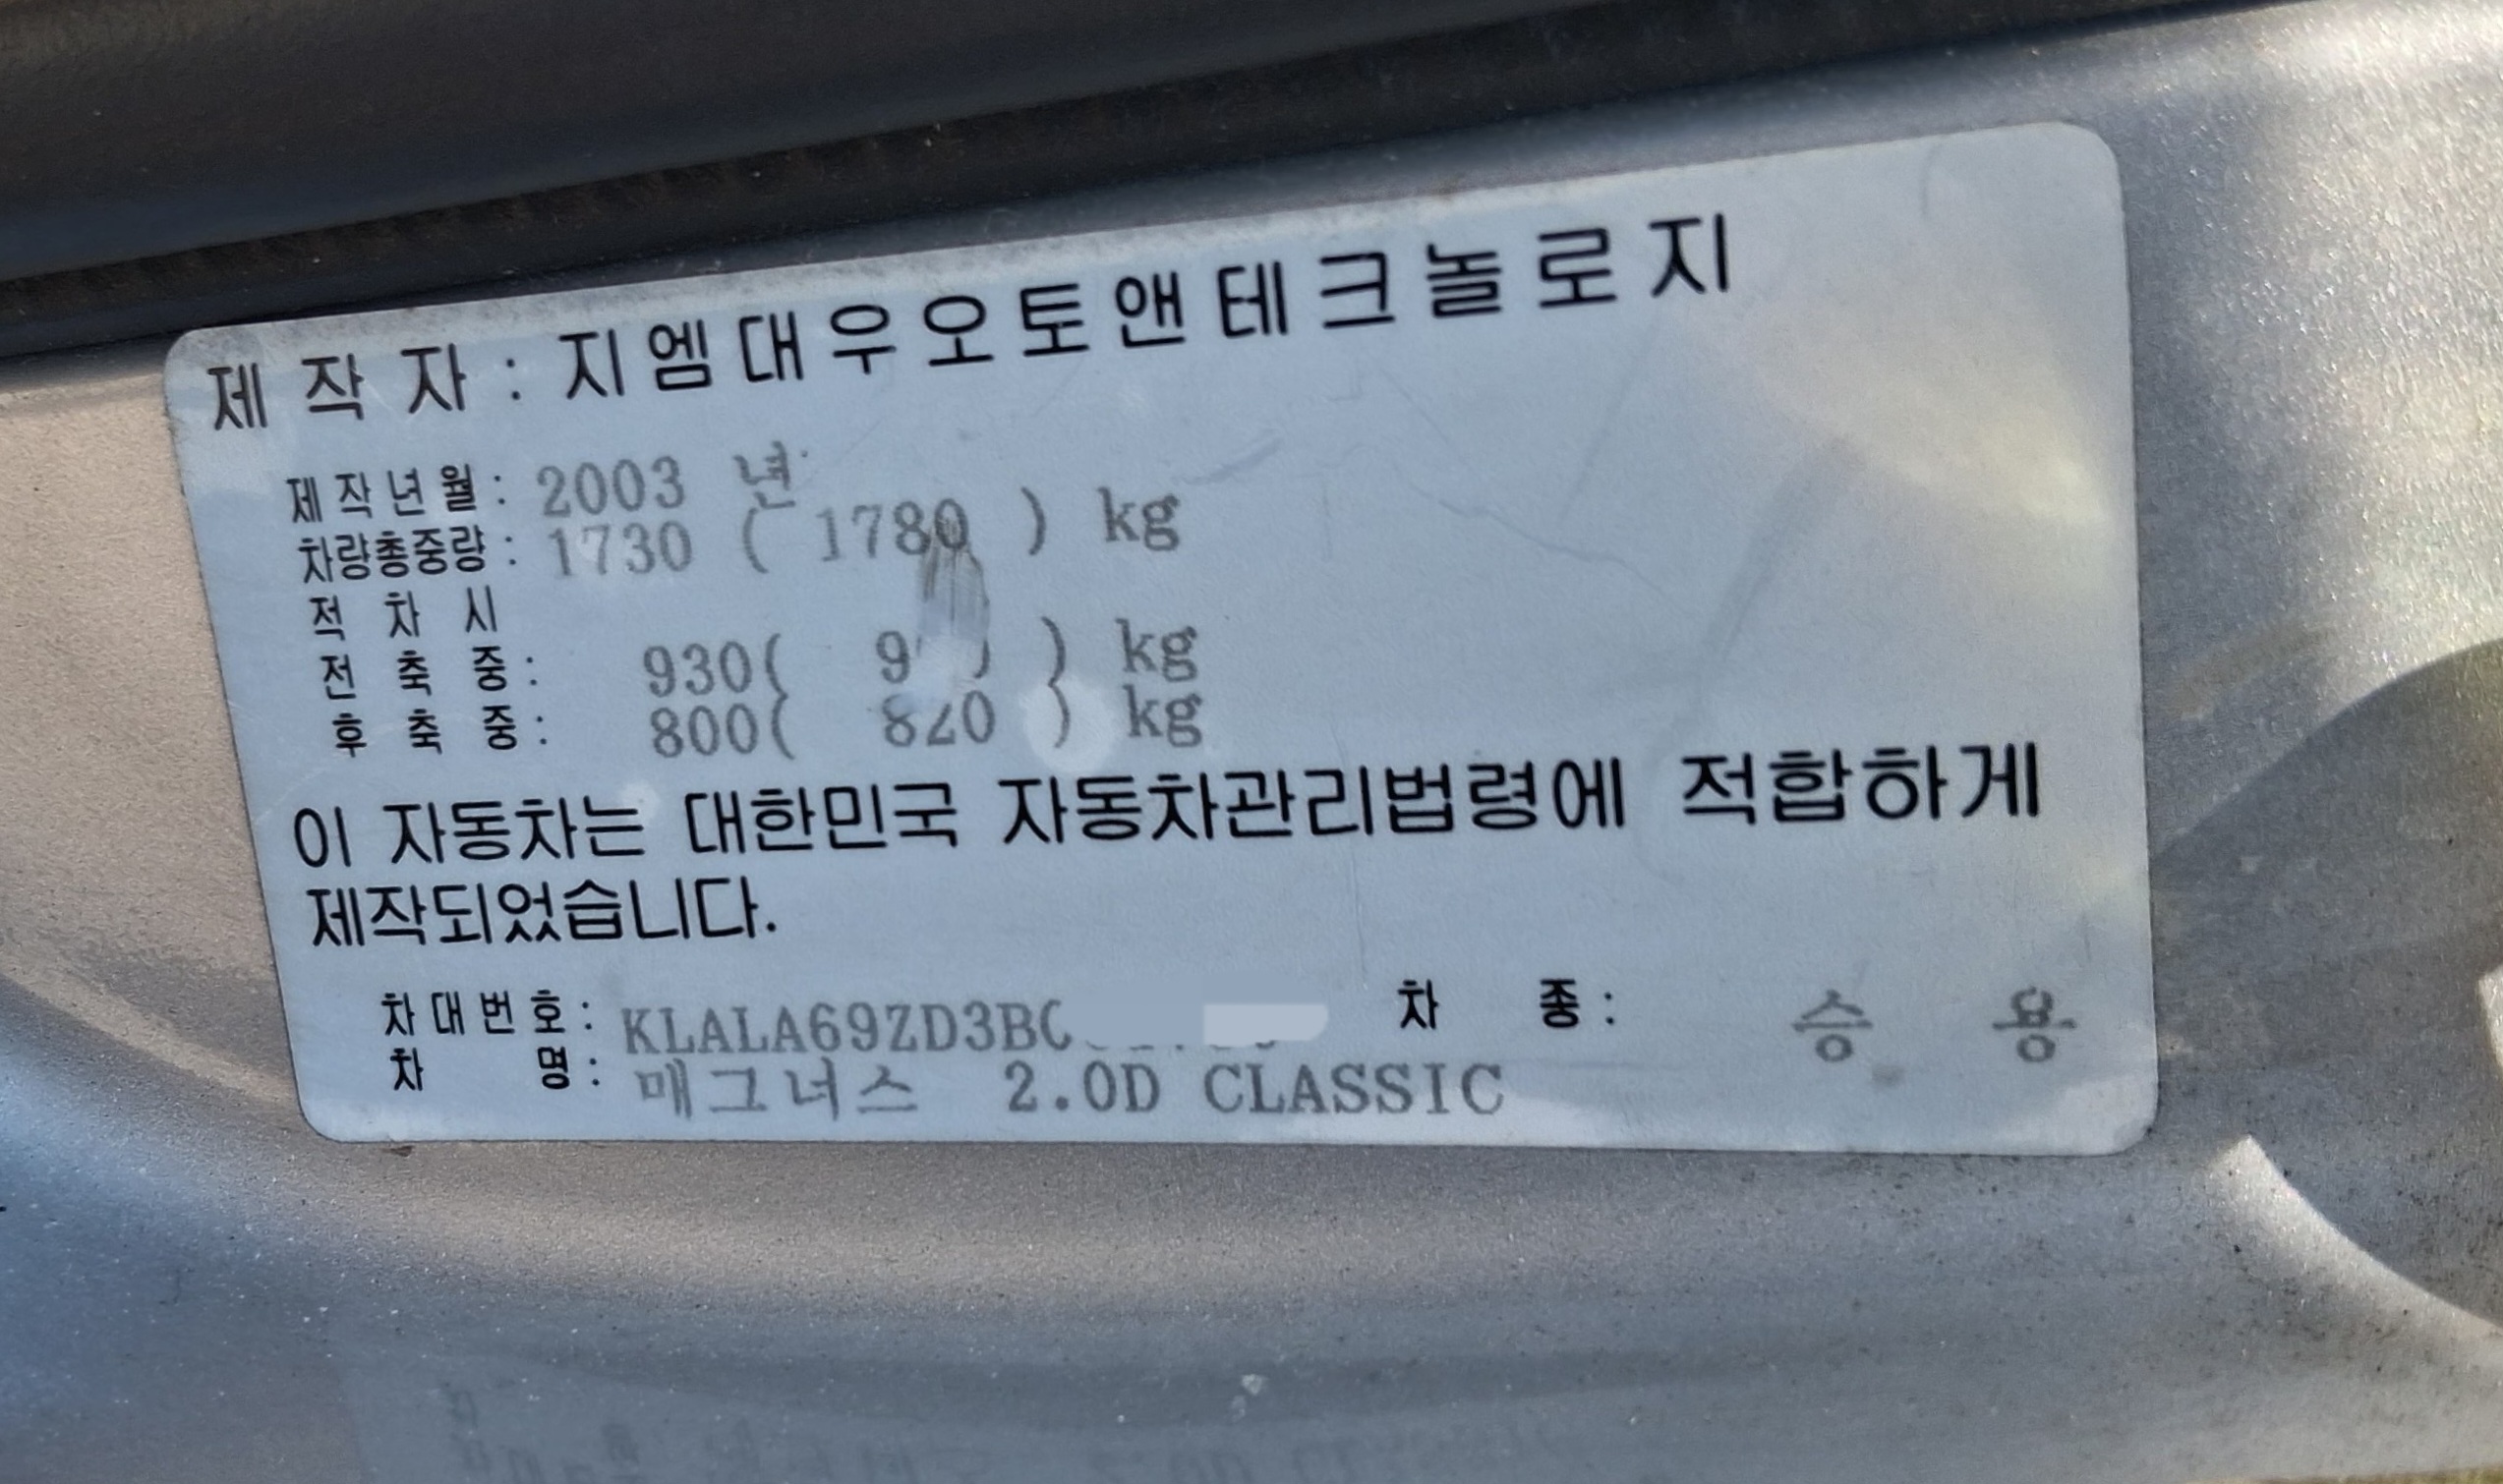 제 작 자 : 지엠대우오토앤테크놀로지
제작년월 : 2003 년
차량총중량 : 1730 ( 1780 ) kg
적 차 시
전 축 중 : 930( ) kg
후 축 중 : 800( 820 ) kg
이 자동차는 대한민국 자동차관리법령에 적합하게
제작되었습니다.
차대번호 : 차 종 : 승 용
차 명 : 매그너스 2.0D CLASSIC